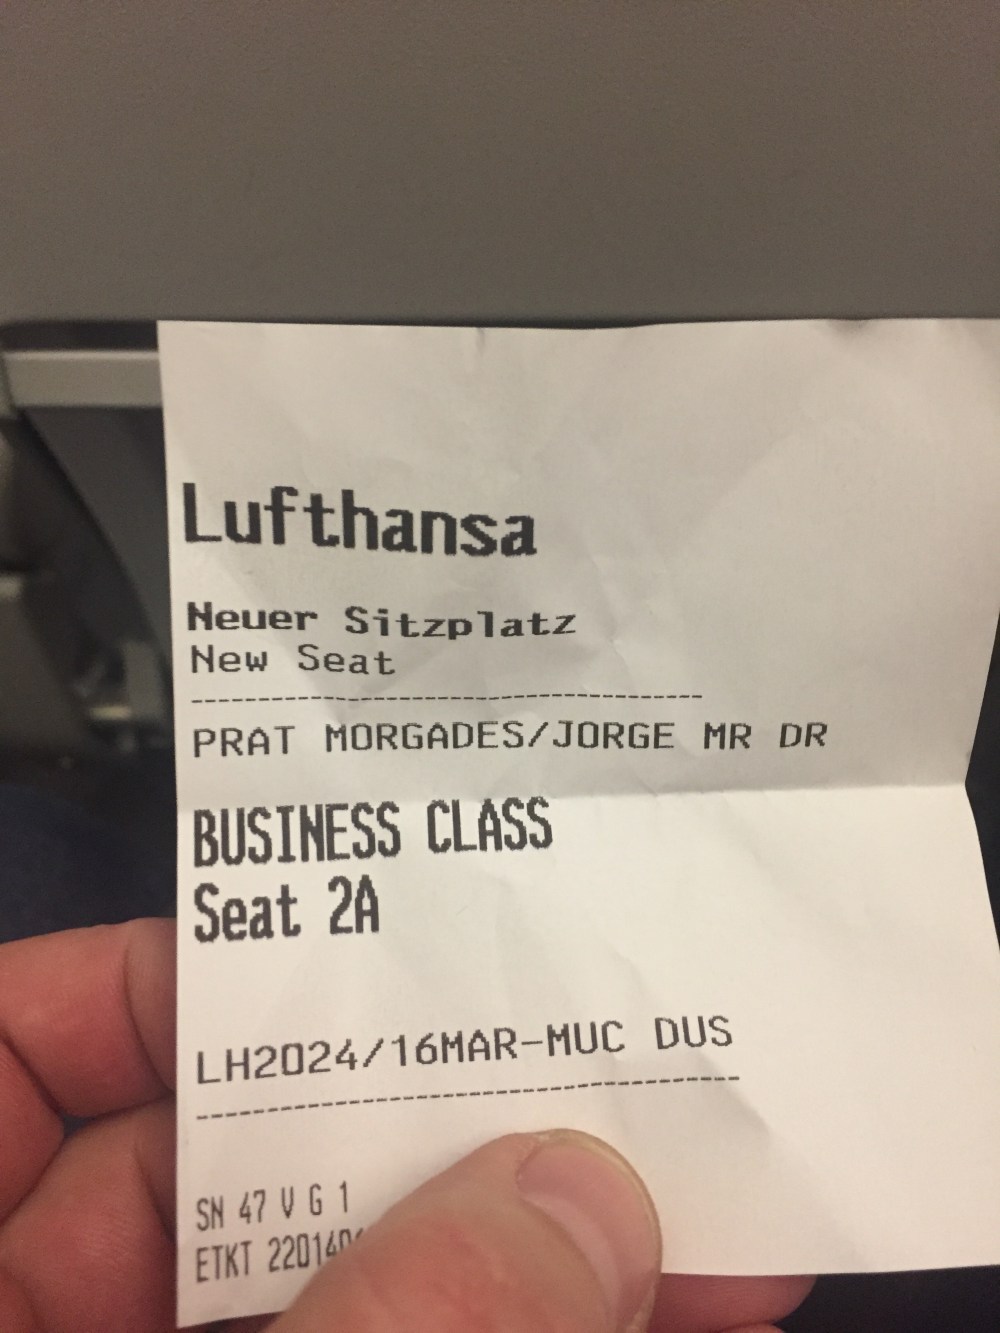 Lufthansa
Neuer Sitzplatz
New Seat
PRAT MORGADES/JORGE MR DR
BUSINESS CLASS
Seat 2A
LH2024/16MAR-MUC DUS
SN 47 V G 1
ETKT